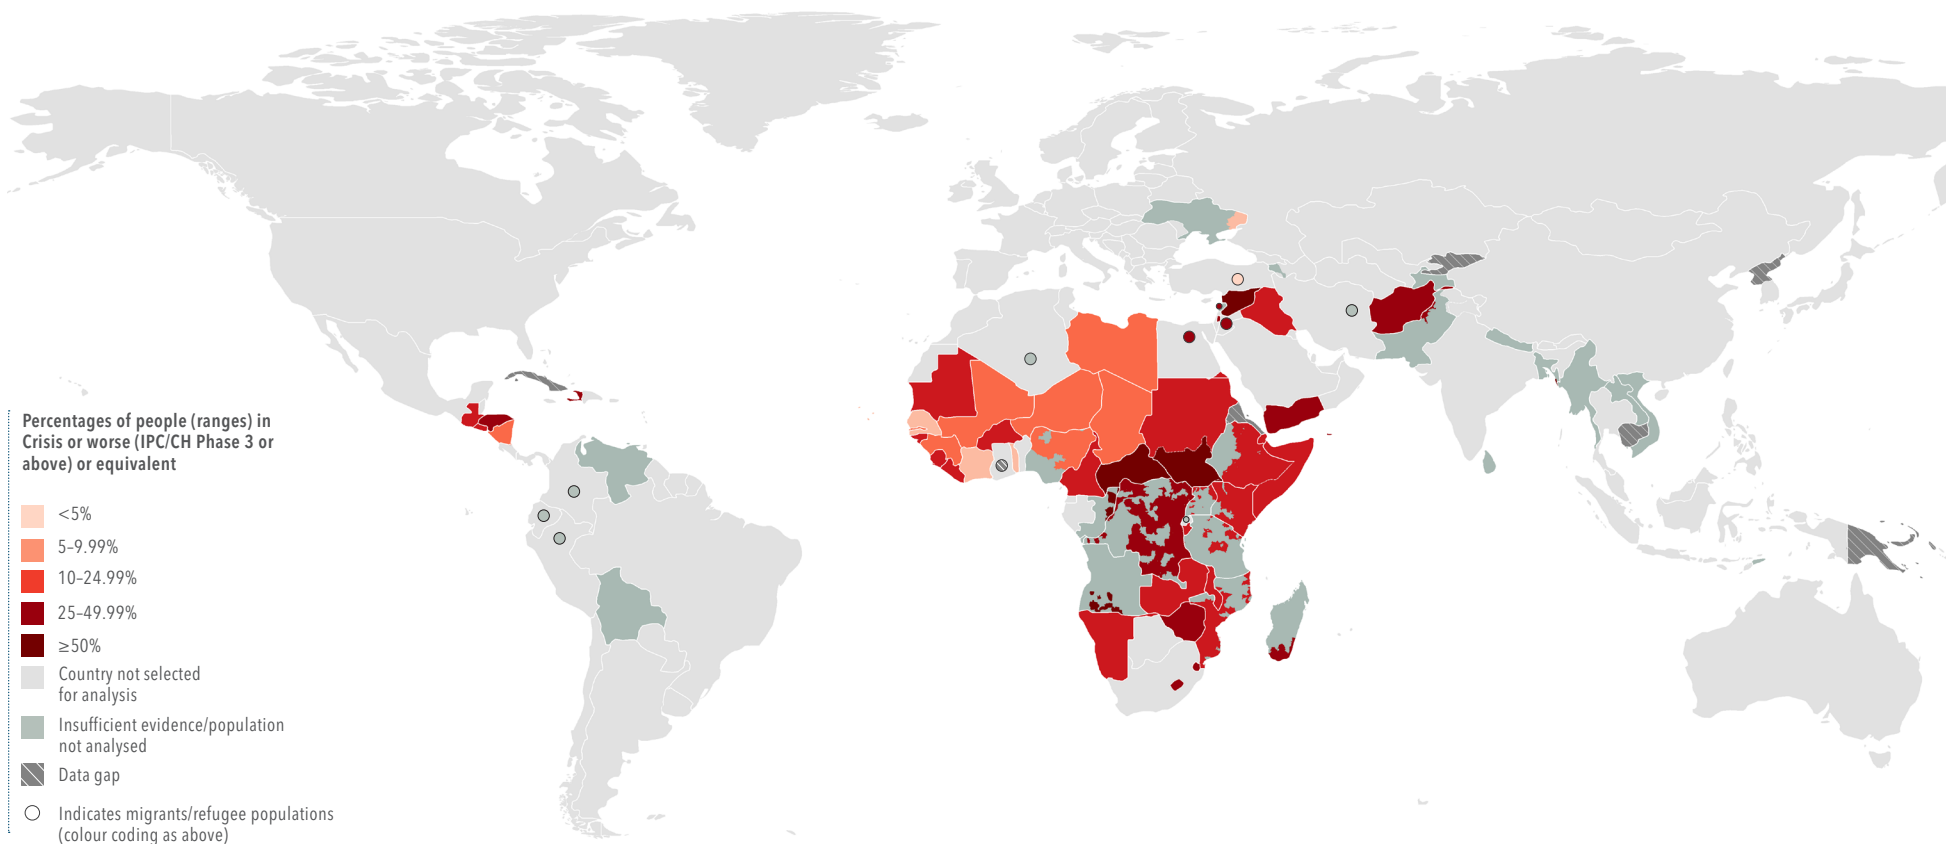 Percentages of people (ranges) in
Crisis or worse (IPC/CH Phase 3 or
above) or equivalent
<5%
5–9.99%
10–24.99%
25–49.99%
≥50%
Country not selected
for analysis
Insufficient evidence/population
not analysed
Data gap
Indicates migrants/refugee populations
(colour coding as above)